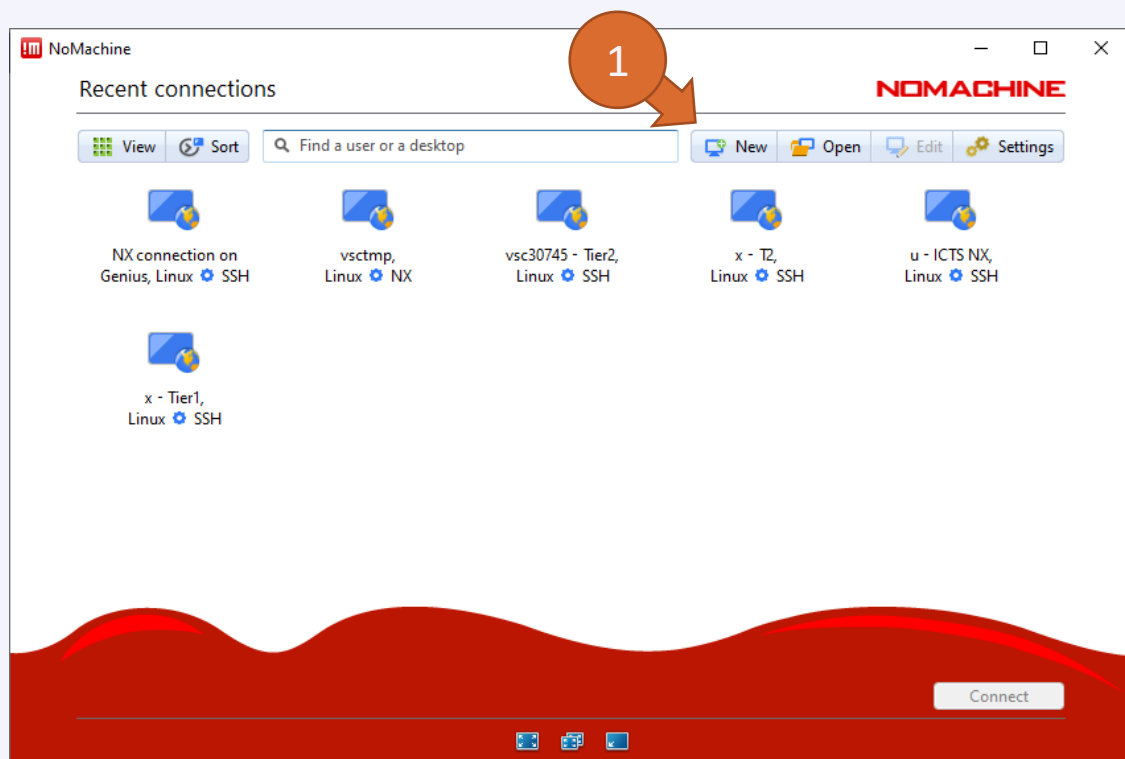 NoMachine
1
Recent connections
NOMACHINE
View Sort Find a user or a desktop New Open Edit Settings
NX connection on
Genius, Linux SSH
vsctmp,
Linux NX
vsc30745 - Tier2,
Linux SSH
x - T2,
Linux SSH
u - ICTS NX,
Linux SSH
x - Tier1,
Linux SSH
Connect